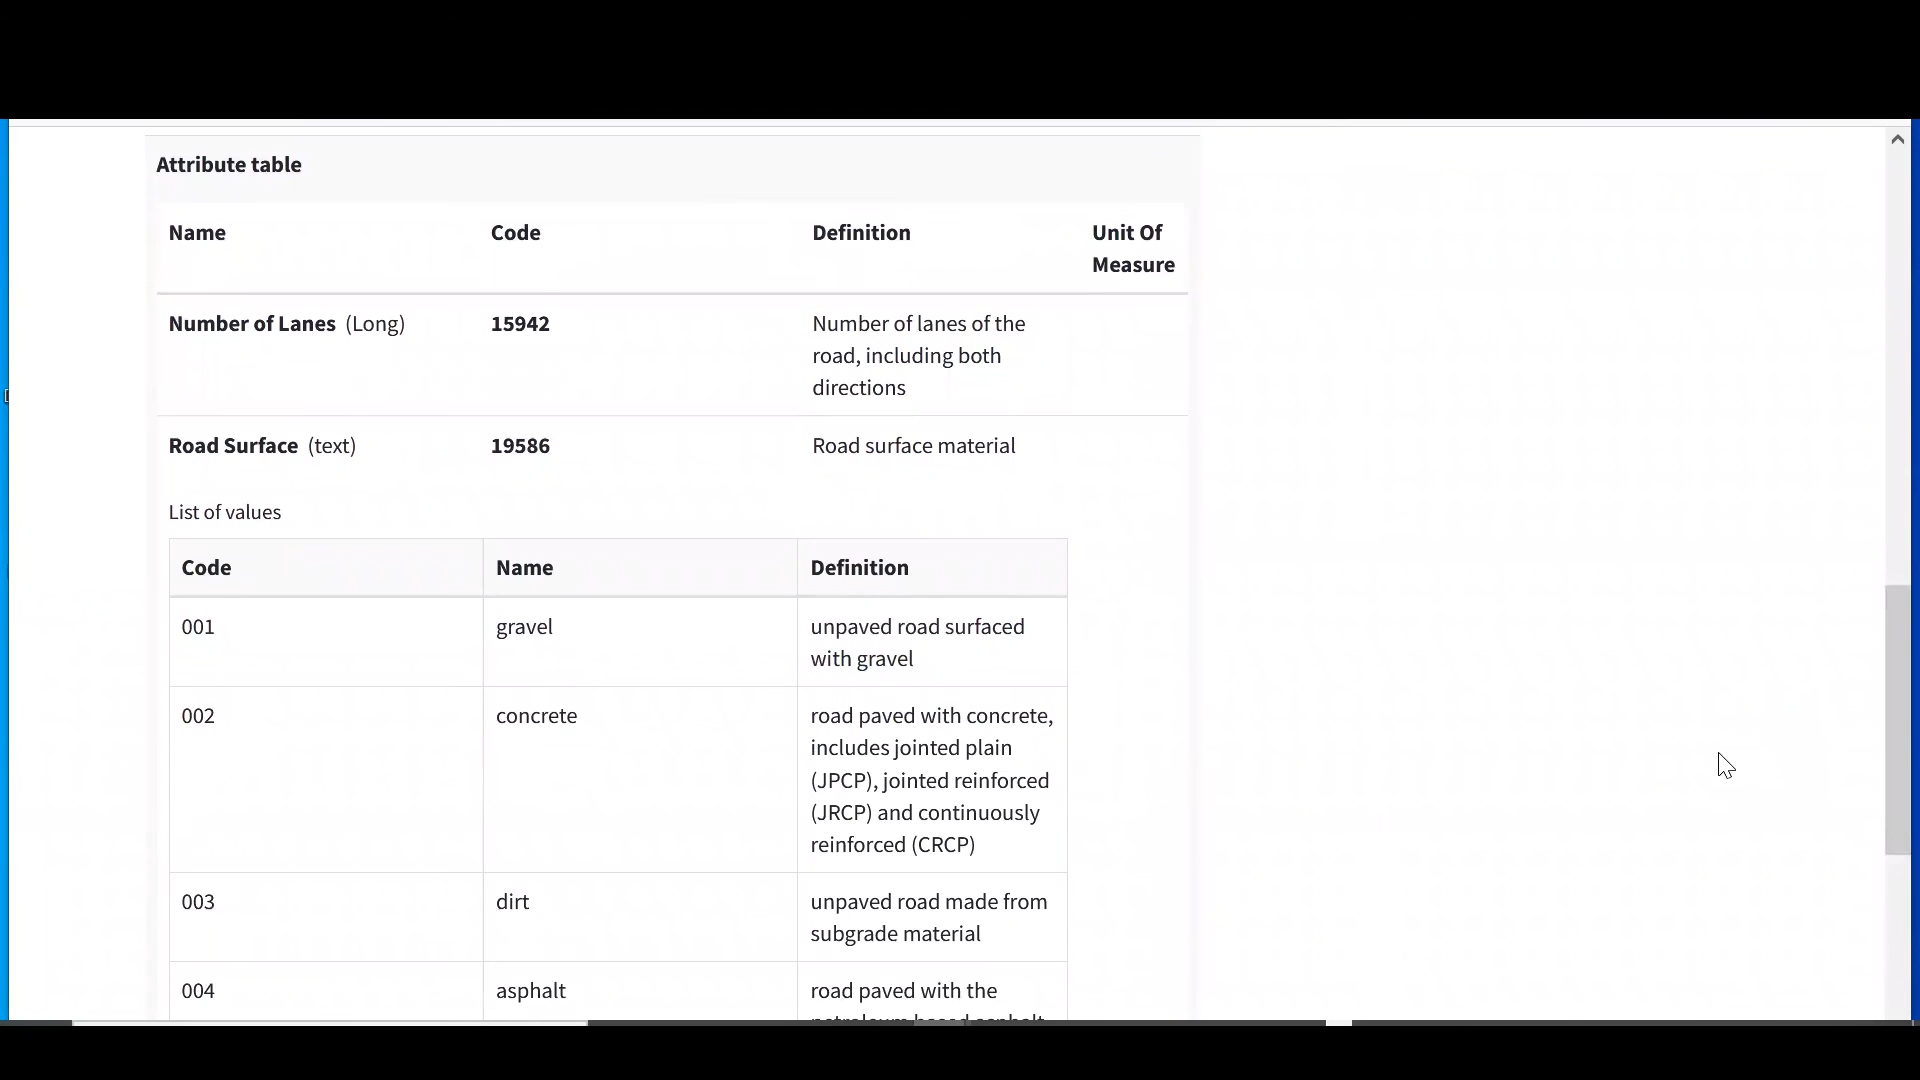 Attribute table
Name Code Definition Unit Of
Measure
Number of Lanes (Long) 15942 Number of lanes of the
road, including both
directions
Road Surface (text) 19586 Road surface material
List of values
Code Name Definition
001 gravel unpaved road surfaced
with gravel
002 concrete road paved with concrete,
includes jointed plain
(JPCP), jointed reinforced
(JRCP) and continuously
reinforced (CRCP)
003 dirt unpaved road made from
subgrade material
004 asphalt road paved with the
petroleum based asphalt